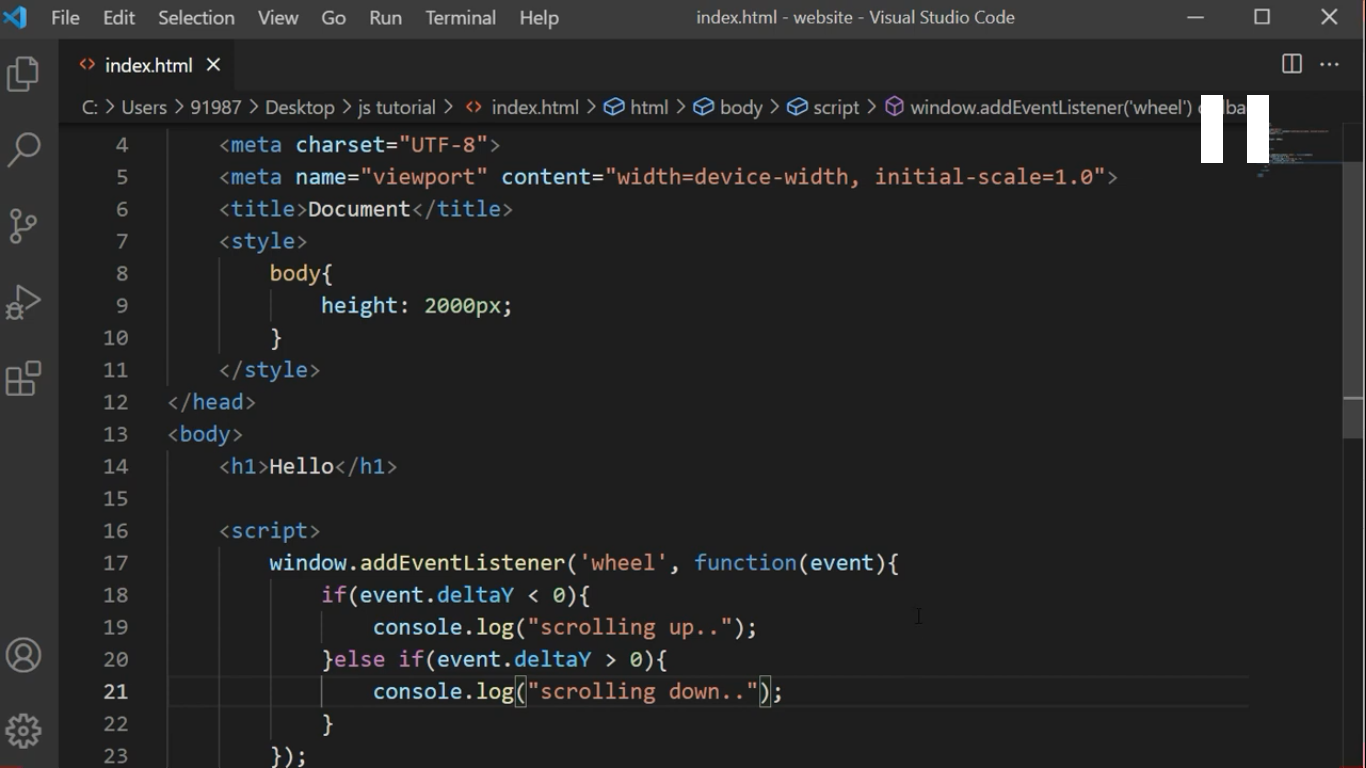 File Edit Selection View Go Run Terminal Help index.html - website - Visual Studio Code
index.html
C: > Users > 91987 > Desktop > js tutorial > index.html > html > body > script > window.addEventListener('wheel')
4 <meta charset="UTF-8">
5 <meta name="viewport" content="width=device-width, initial-scale=1.0">
6 <title>Document</title>
7 <style>
8 body{
9 height: 2000px;
10 }
11 </style>
12 </head>
13 <body>
14 <h1>Hello</h1>
15
16 <script>
17 window.addEventListener('wheel', function(event){
18 if(event.deltaY < 0){
19 console.log("scrolling up..");
20 }else if(event.deltaY > 0){
21 console.log("scrolling down..");
22 }
23 });